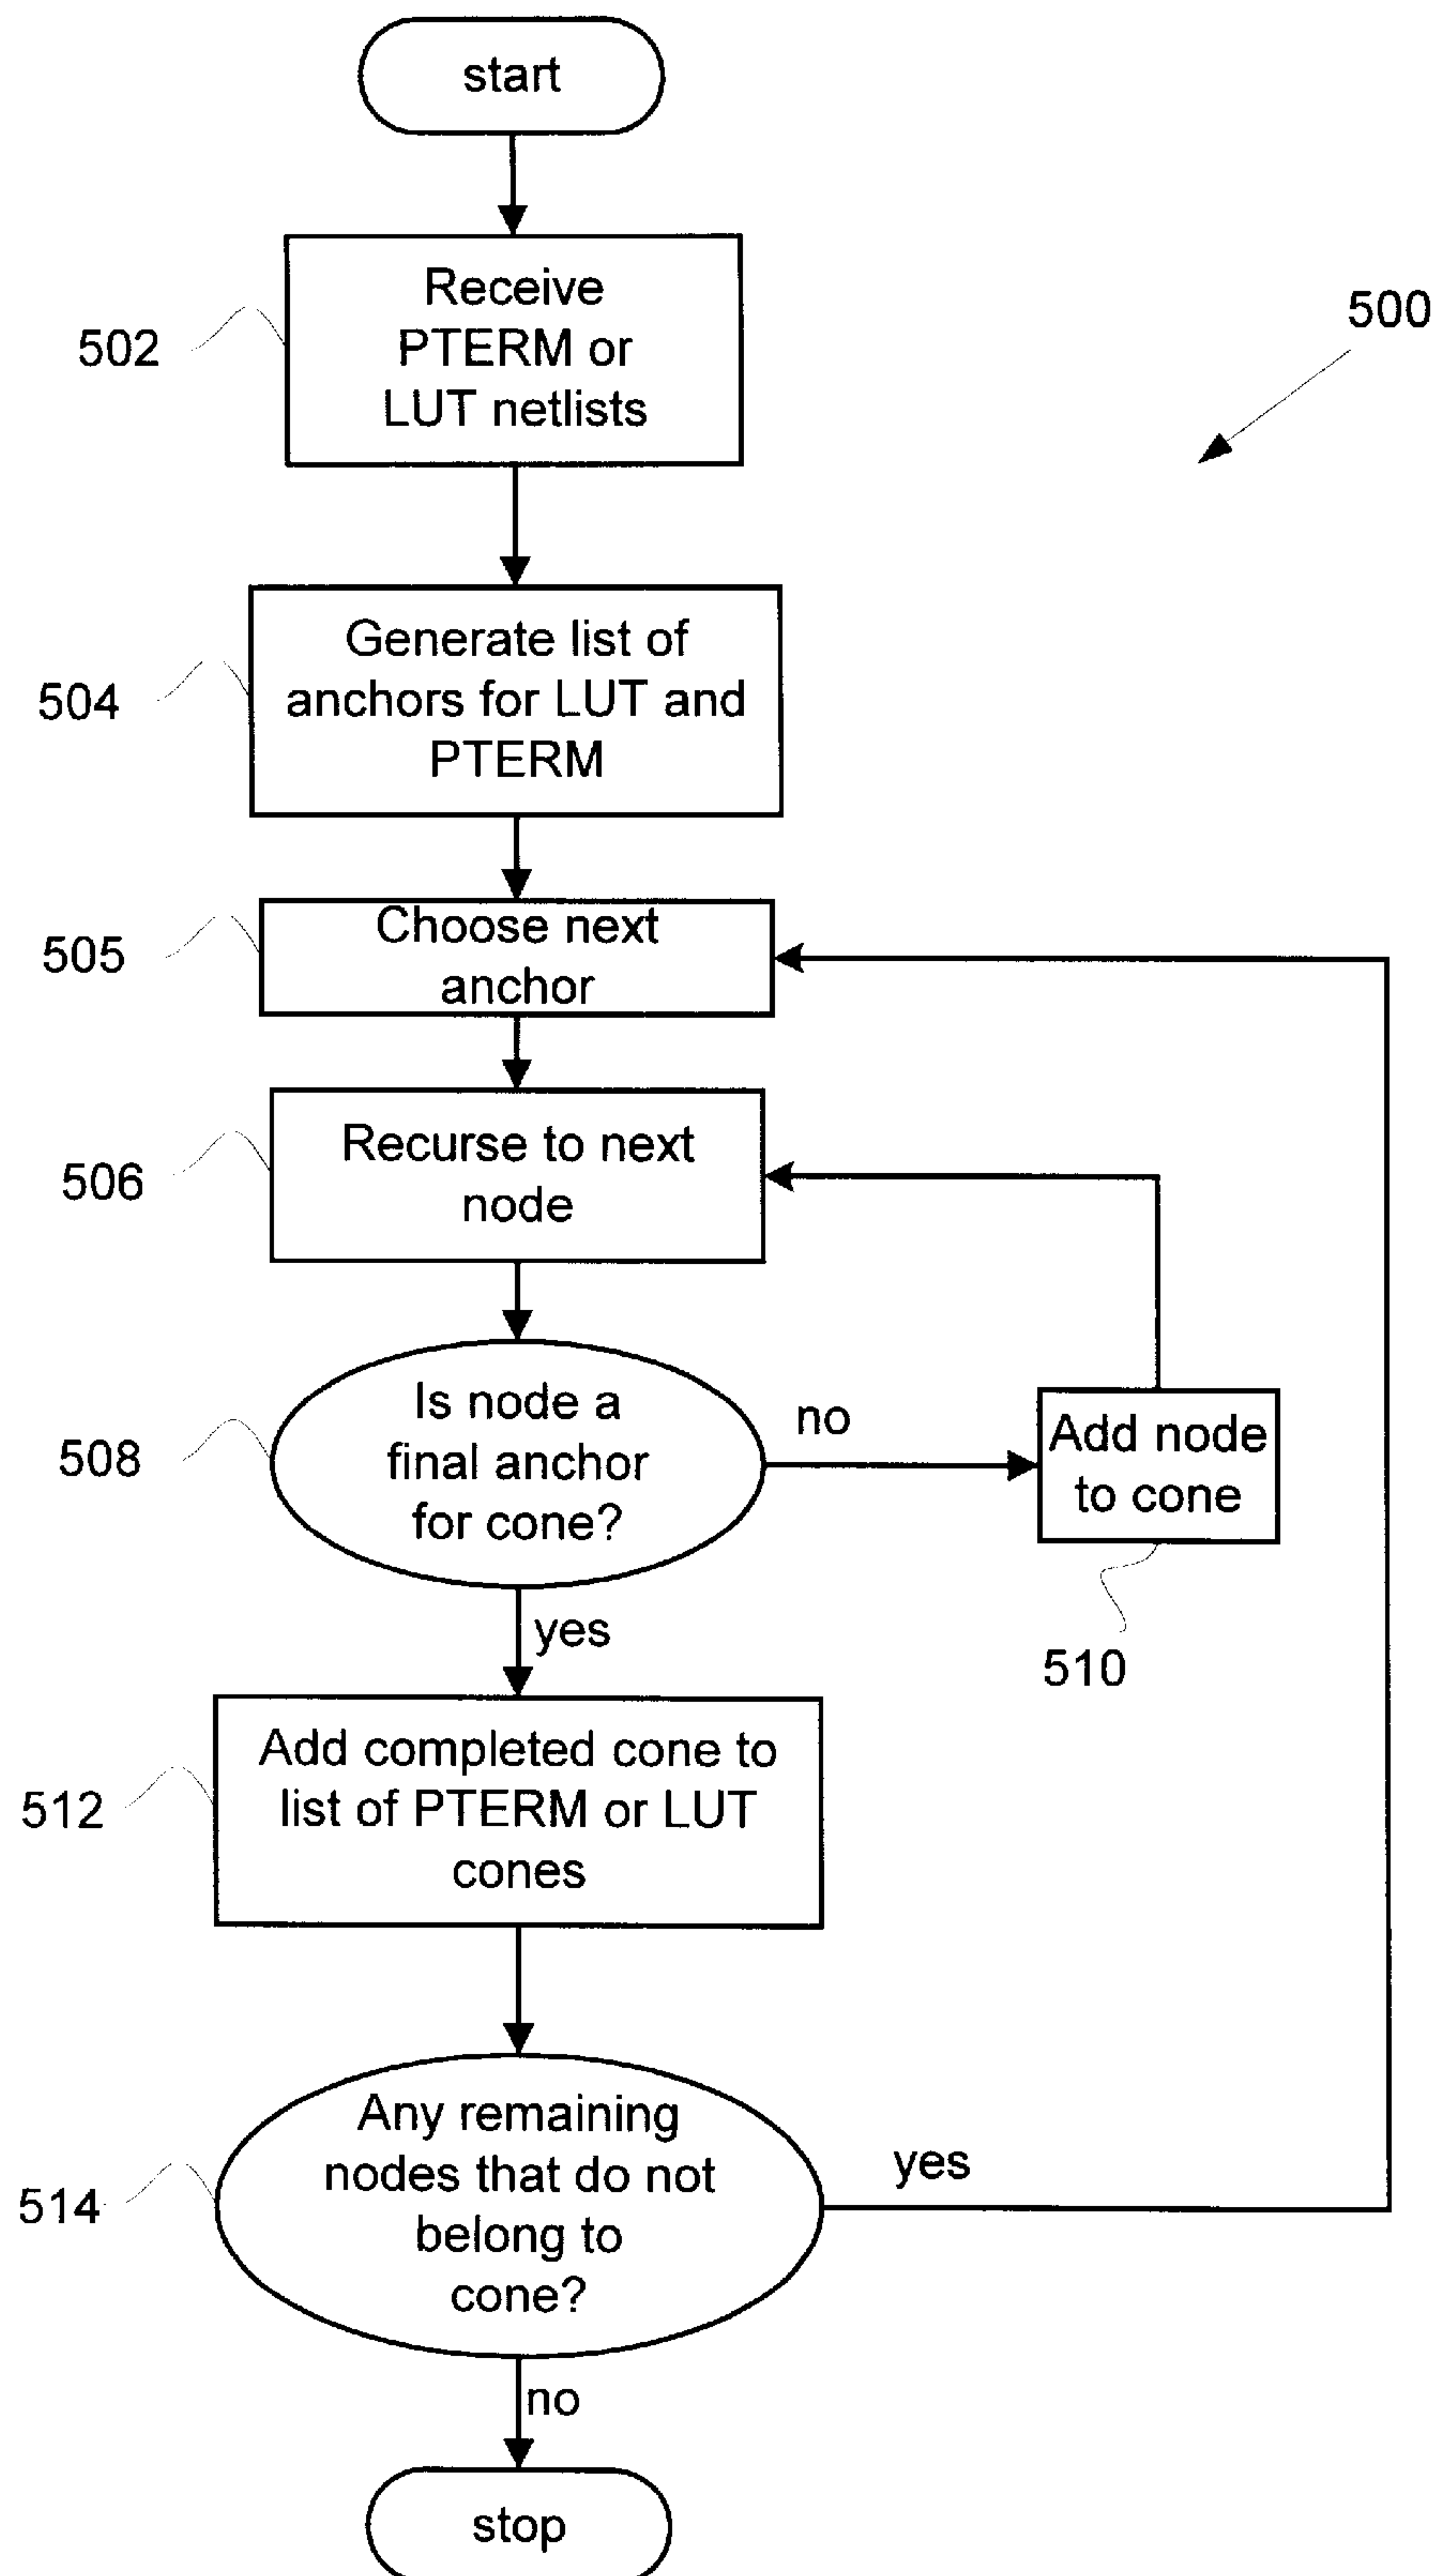 start
Receive
PTERM or
LUT netlists
502
500
Generate list of
anchors for LUT and
PTERM
504
Choose next
anchor
505
Recurse to next
node
506
Is node a
final anchor
for cone?
508
no
Add node
to cone
510
yes
Add completed cone to
list of PTERM or LUT
cones
512
Any remaining
nodes that do not
belong to
cone?
514
yes
no
stop